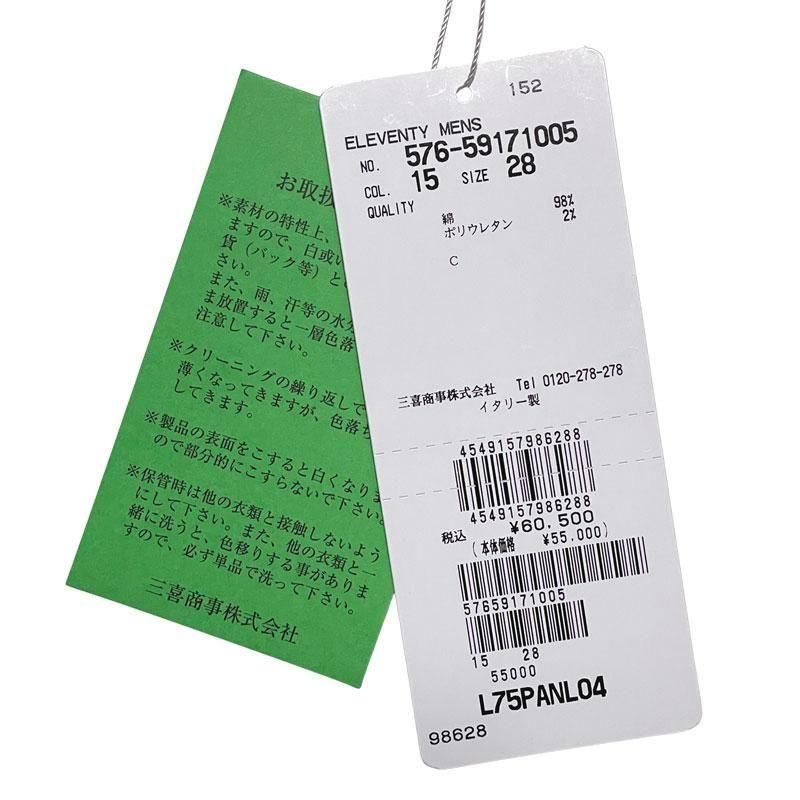 お取扱
※素材の特性上、
ますので、白或い
貨（バック等）と
さい。
また、雨、汗等の水分
ま放置すると一層色落
注意して下さい。
※クリーニングの繰り返しで
薄くなってきますが、色落ち
してきます。
※製品の表面をこすると白くなりま
ので部分的にこすらないで下さい。
※保管時は他の衣類と接触しないよう
にして下さい。また、他の衣類と一
緒に洗うと、色移りする事がありま
すので、必ず単品で洗って下さい。
三喜商事株式会社
152
ELEVENTY MENS
NO. 576-59171005
COL. 15 SIZE 28
QUALITY
綿 98%
ポリウレタン 2%
C
三喜商事株式会社 Tel 0120-278-278
イタリー製
4549157986288
4549157986288
税込 ¥60,500
(本体価格 ¥55,000)
57659171005
15 28
55000
L75PANL04
98628